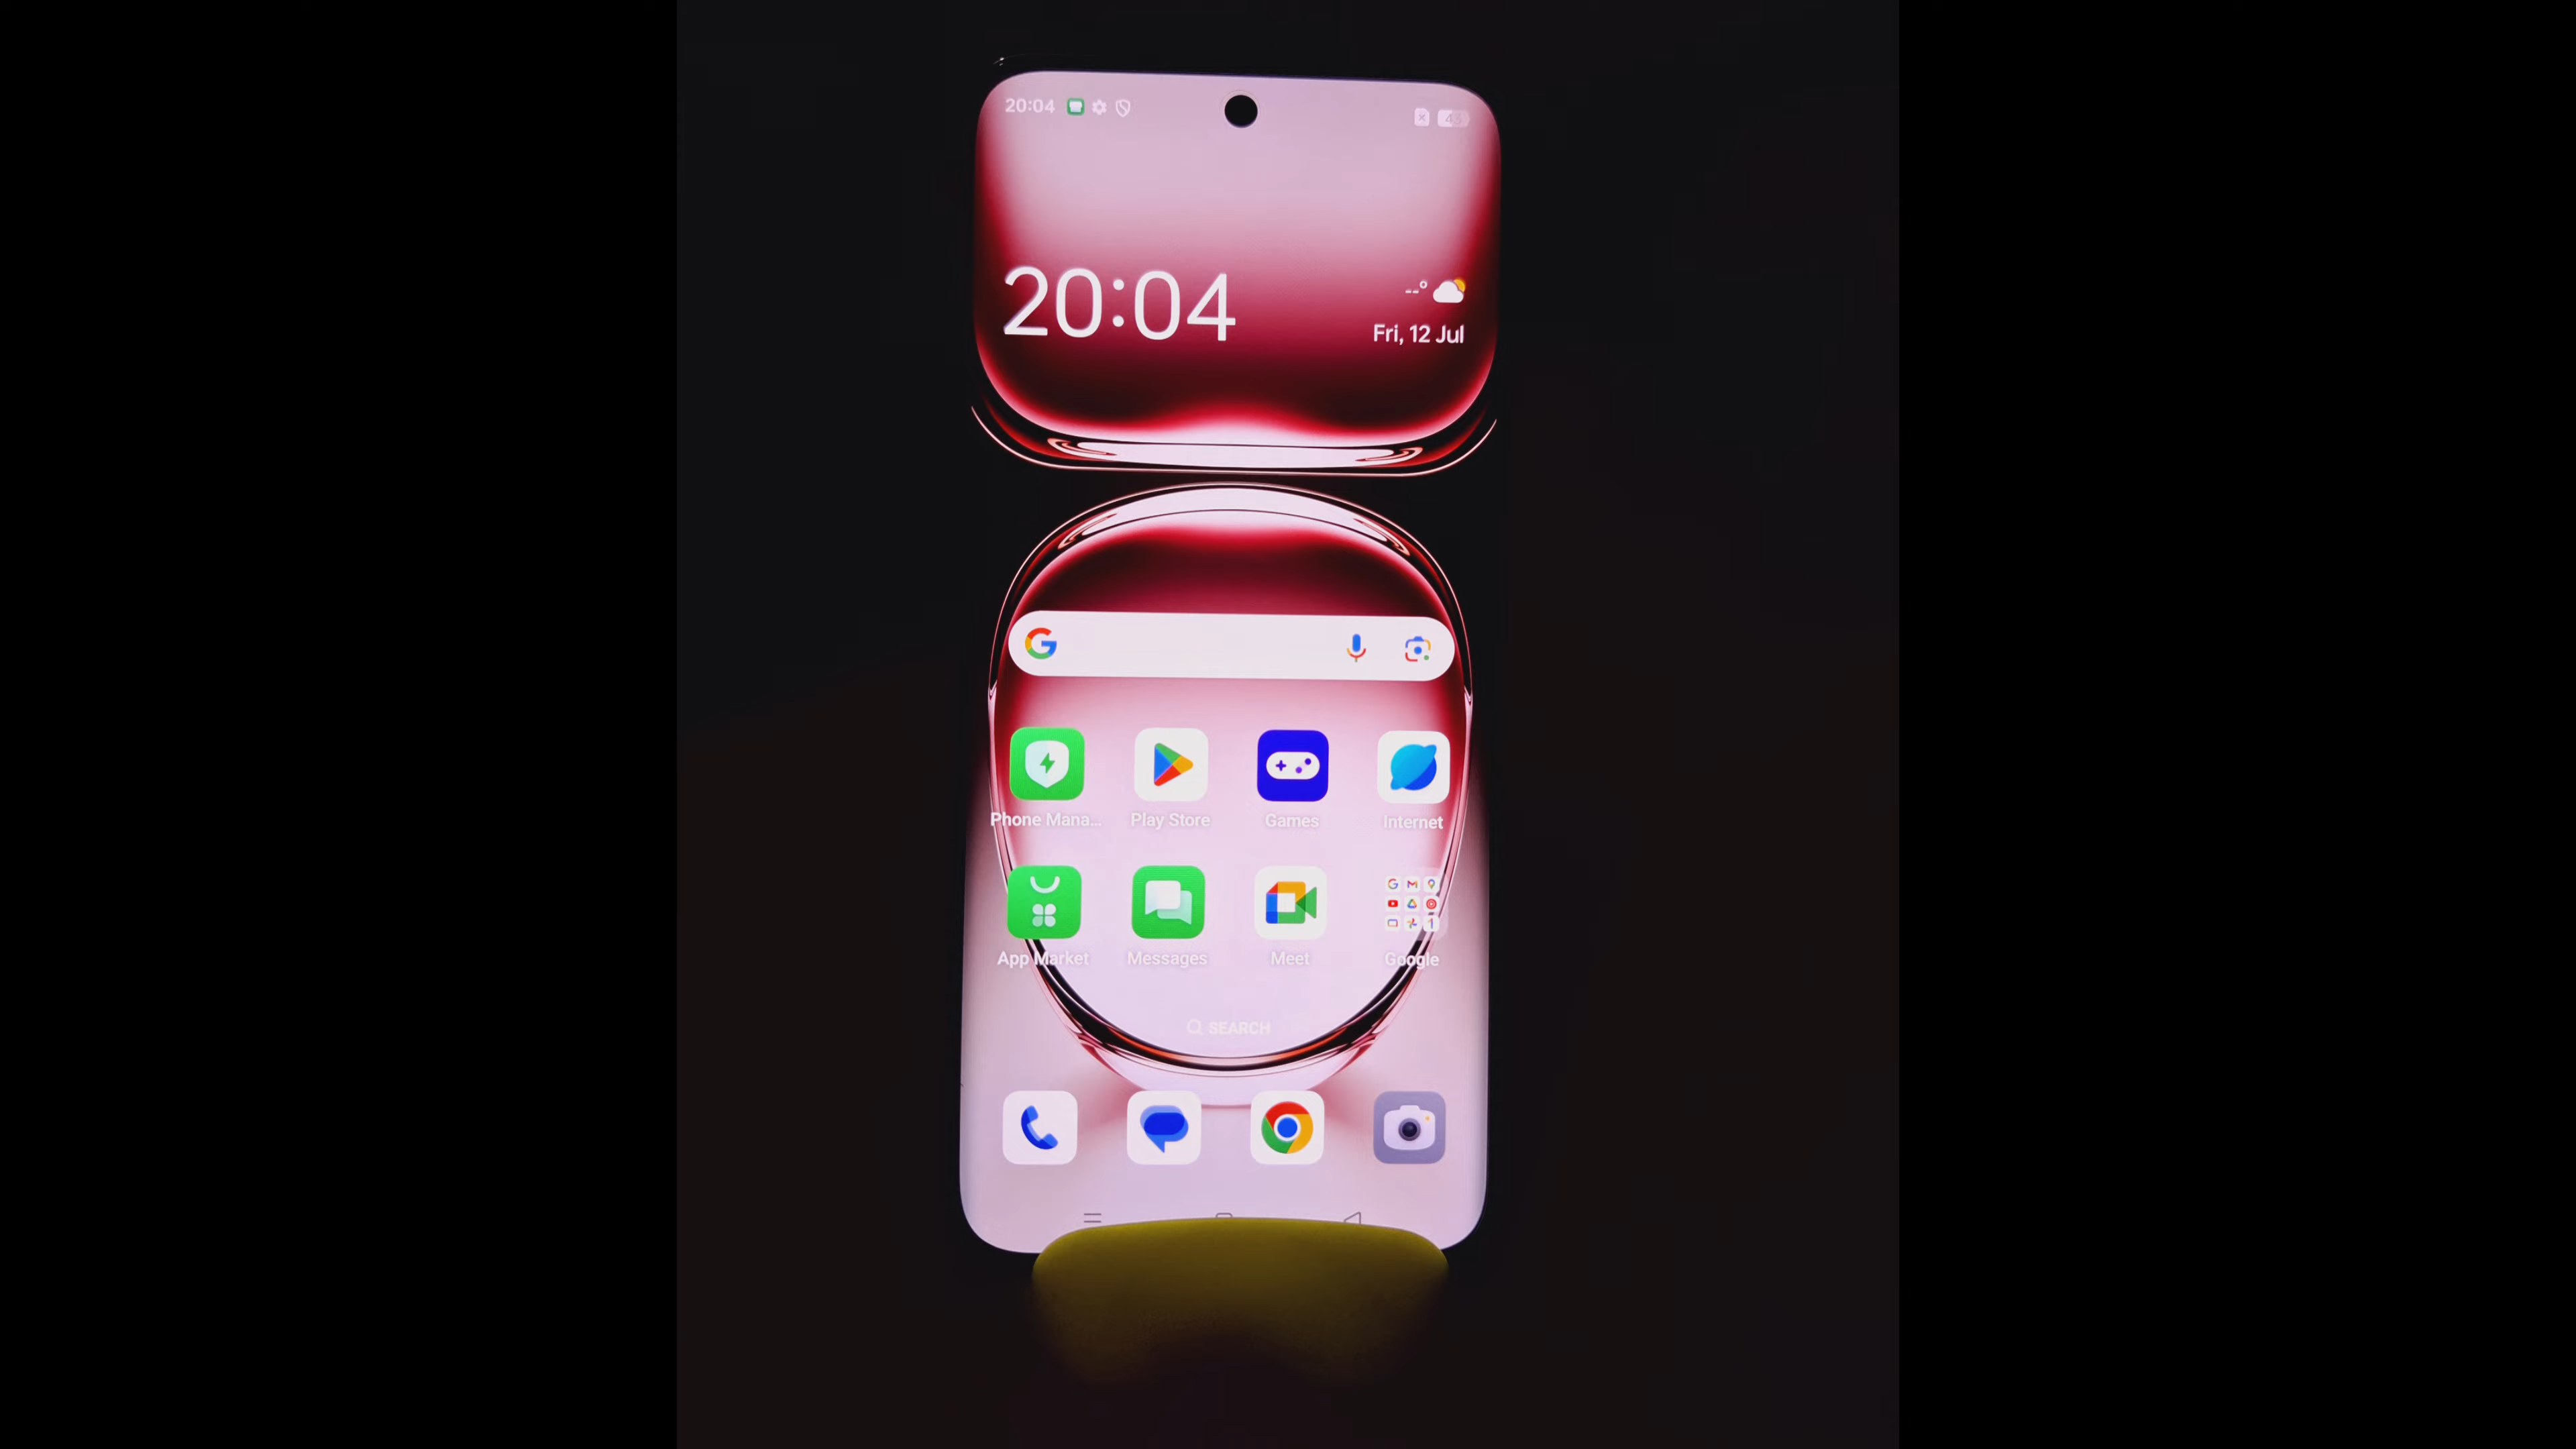 20:04
43
20:04
--°
Fri, 12 Jul
Phone Mana...
Play Store
Games
Internet
App Market
Messages
Meet
Google
SEARCH